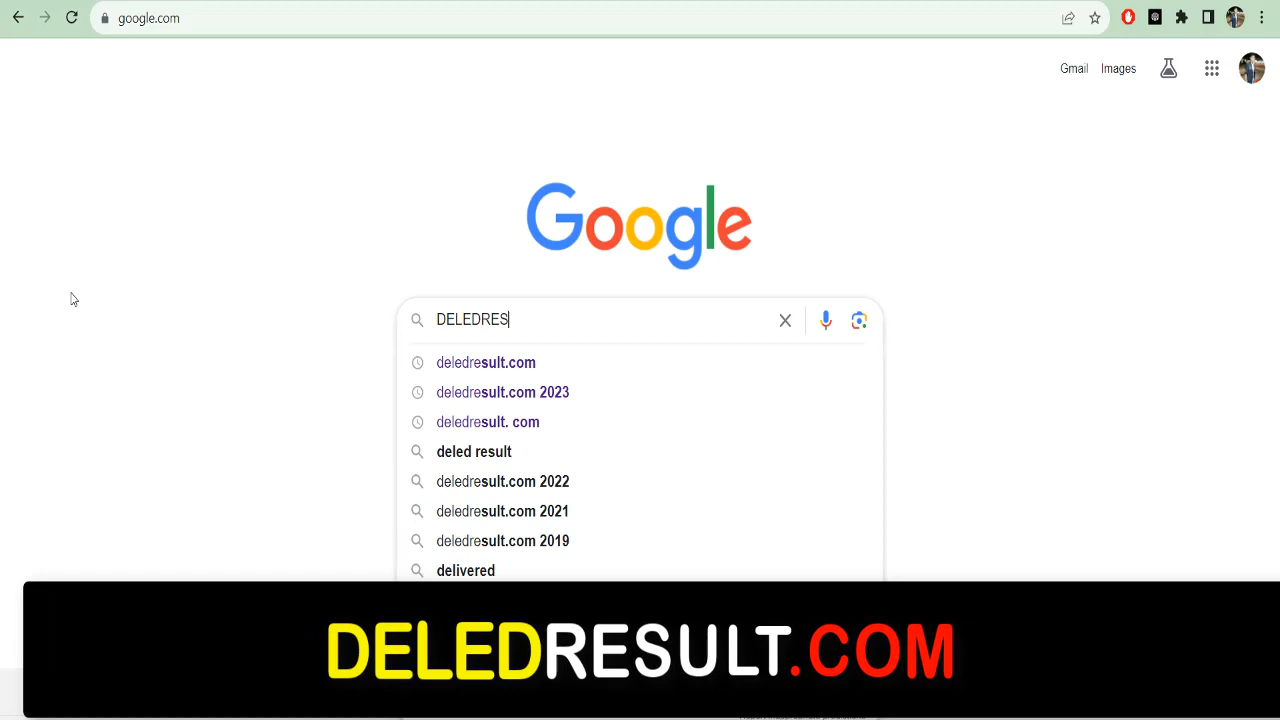 google.com
Gmail Images
Google
DELEDRES
deledresult.com
deledresult.com 2023
deledresult. com
deled result
deledresult.com 2022
deledresult.com 2021
deledresult.com 2019
delivered
DELEDRESULT.COM